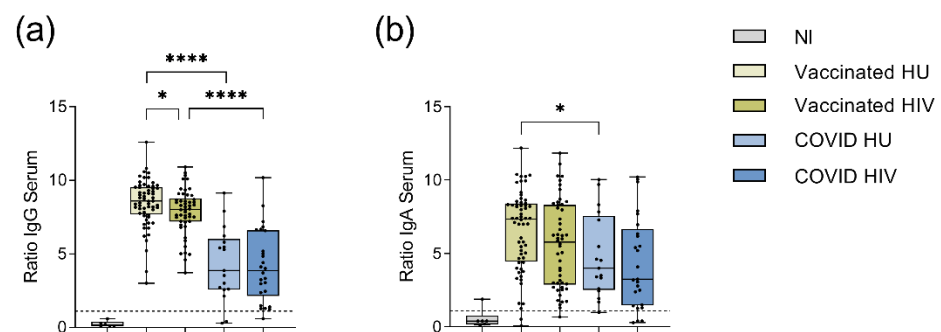 (a)
****
* ****
15
10
5
0
Ratio IgG Serum
(b)
*
15
10
5
0
Ratio IgA Serum
NI
Vaccinated HU
Vaccinated HIV
COVID HU
COVID HIV